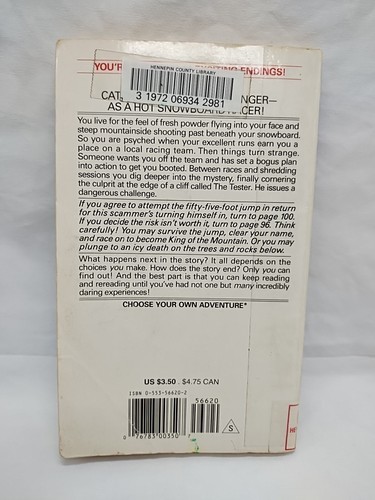 YOU'R
ENDINGS!
HENNEPIN COUNTY LIBRARY
3 1972 06934 2981
CAT
NGER—
AS A HOT SNOWBOARD RACER!
You live for the feel of fresh powder flying into your face and
steep mountainside shooting past beneath your snowboard.
So you are psyched when your excellent runs earn you a
place on a local racing team. Then things turn strange.
Someone wants you off the team and has set a bogus plan
into action to get you booted. Between races and shredding
sessions you dig deeper into the mystery, finally cornering
the culprit at the edge of a cliff called The Tester. He issues a
dangerous challenge.
If you agree to attempt the fifty-five-foot jump in return
for this scammer's turning himself in, turn to page 100.
If you decide the risk isn't worth it, turn to page 96. Think
carefully! You may survive the jump, clear your name,
and race on to become King of the Mountain. Or you may
plunge to an icy death on the trees and rocks below.
What happens next in the story? It all depends on the
choices you make. How does the story end? Only you can
find out! And the best part is that you can keep reading
and rereading until you've had not one but many incredibly
daring experiences!
CHOOSE YOUR OWN ADVENTURE®
US $3.50 . $4.75 CAN
ISBN 0-553-56620-2
56620
0 76783 00350 7
S
HE